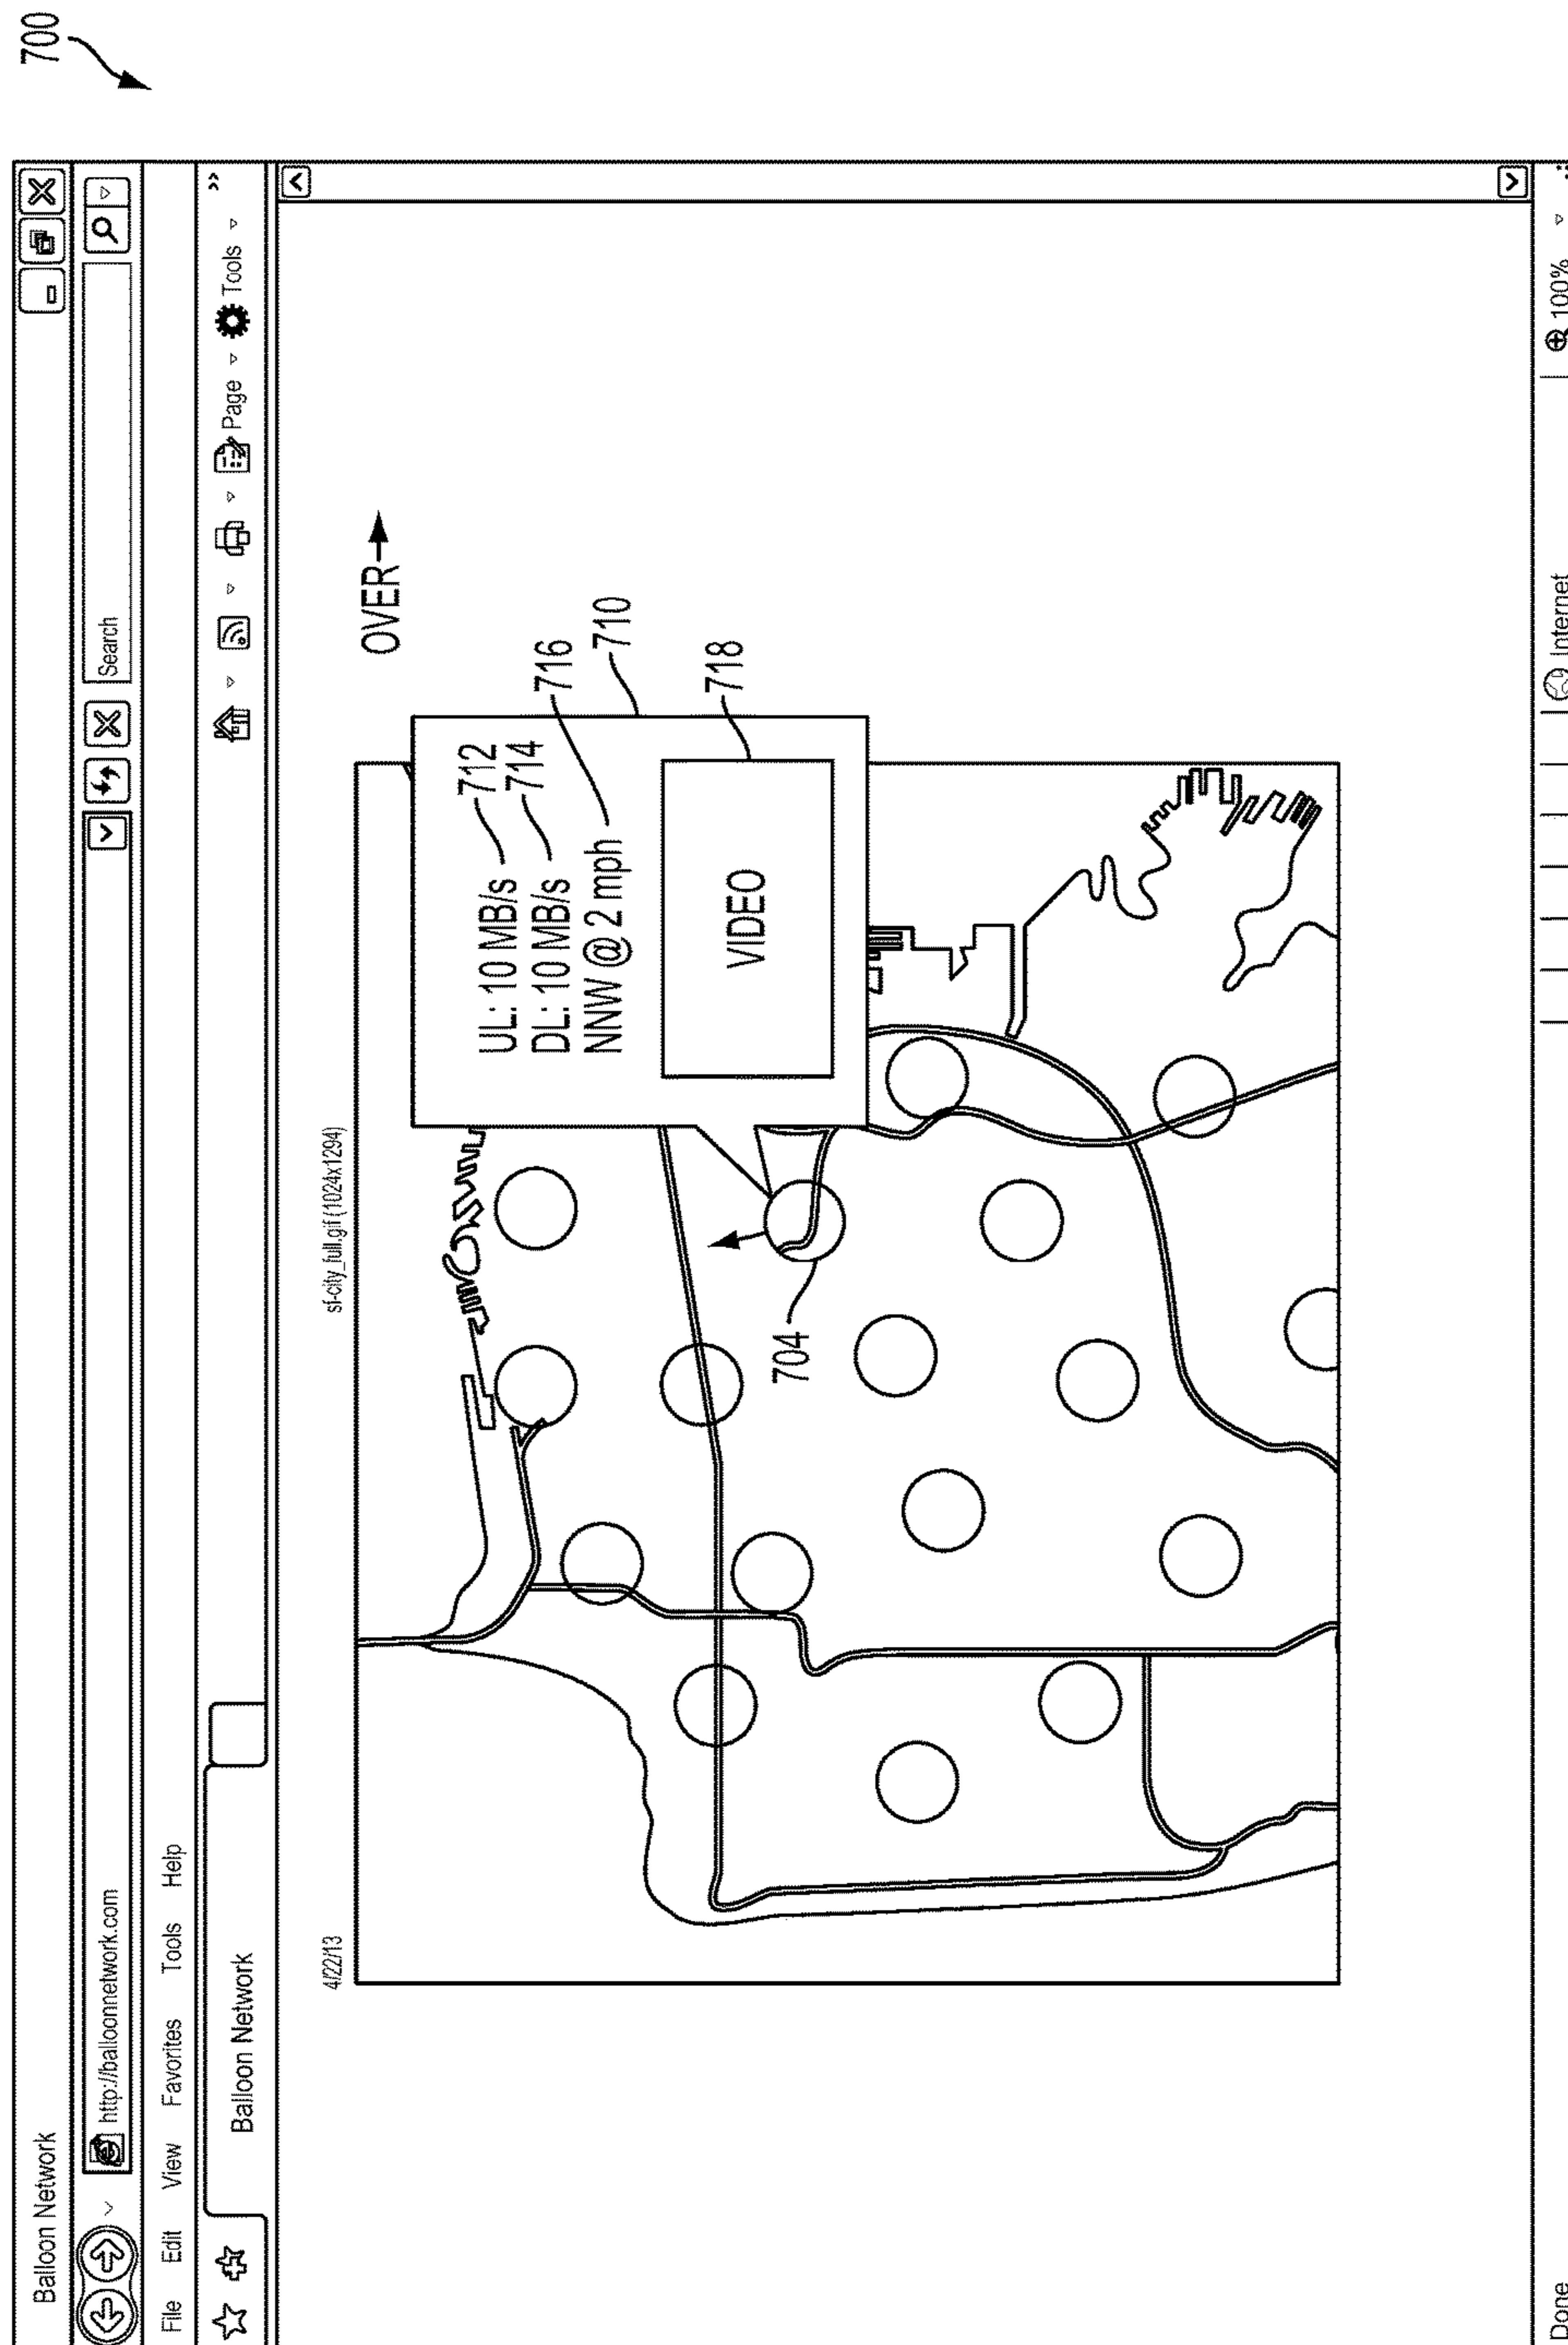 700
Balloon Network
http://balloonnetwork.com
Search
File Edit View Favorites Tools Help
Balloon Network
Page Tools »
4/22/13
sf-city_full.gif (1024x1294)
OVER
UL: 10 MB/s 712
DL: 10 MB/s 714
NNW @ 2 mph 716
710
VIDEO
718
704
Done
Internet
100%